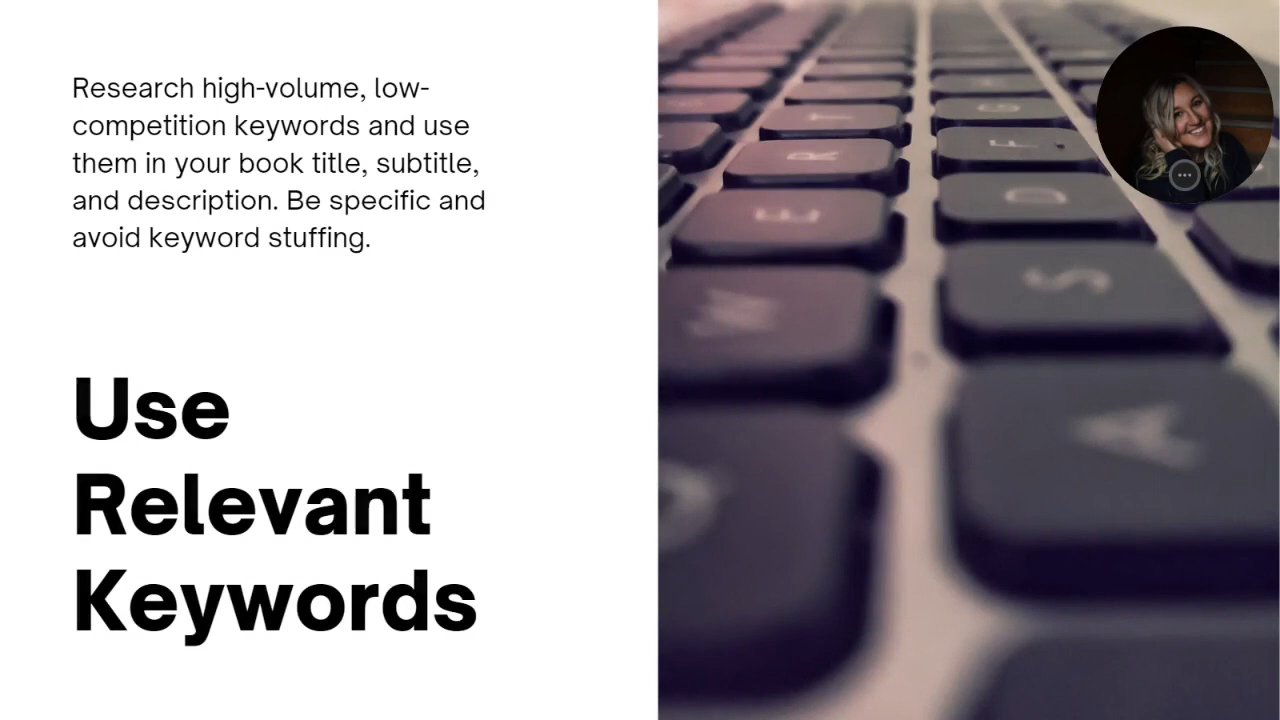 Research high-volume, low-
competition keywords and use
them in your book title, subtitle,
and description. Be specific and
avoid keyword stuffing.
Use
Relevant
Keywords
T
G
R
F
E
D
W
S
A